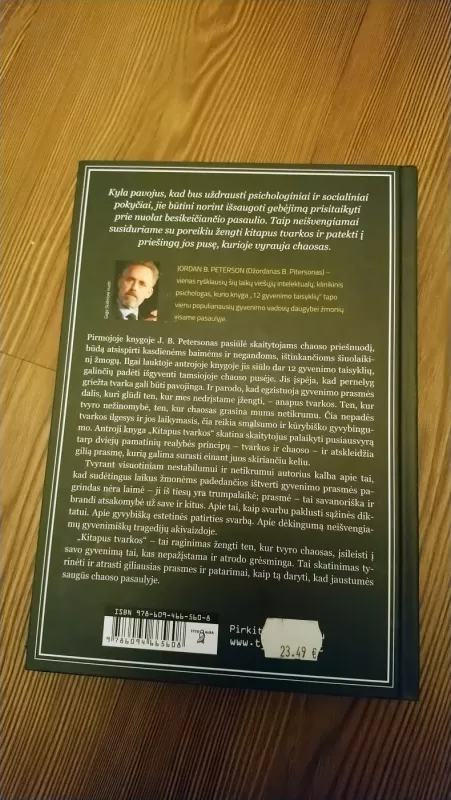 Kyla pavojus, kad bus uždrausti psichologiniai ir socialiniai
pokyčiai, jie būtini norint išsaugoti gebėjimą prisitaikyti
prie nuolat besikeičiančio pasaulio. Taip neišvengiamai
susiduriame su poreikiu žengti kitapus tvarkos ir patekti į
priešingą jos pusę, kurioje vyrauja chaosas.
JORDAN B. PETERSON (Džordanas B. Pitersonas) –
vienas ryškiausių šių laikų viešųjų intelektualų, klinikinis
psichologas, kurio knyga „12 gyvenimo taisyklių“ tapo
vienu populiariausių gyvenimo vadovų daugybei žmonių
visame pasaulyje.
Pirmojoje knygoje J. B. Petersonas pasiūlė skaitytojams chaoso priešnuodį,
būdą atsispirti kasdienėms baimėms ir negandoms, ištinkančioms šiuolaiki-
nį žmogų. Ilgai lauktoje antrojoje knygoje jis siūlo dar 12 gyvenimo taisyklių,
galinčių padėti išgyventi tamsiojoje chaoso pusėje. Jis įspėja, kad pernelyg
griežta tvarka gali būti pavojinga. Ir parodo, kad egzistuoja gyvenimo prasmės
dalis, kuri glūdi ten, kur mes nedrįstame įžengti, – anapus tvarkos. Ten, kur
tvyro nežinomybė, ten, kur chaosas grasina mums netikrumu. Čia nepadės
tvarkos ilgesys ir jos laikymasis, čia reikia smalsumo ir kūrybiško gyvybingu-
mo. Antroji knyga „Kitapus tvarkos“ skatina skaitytojus palaikyti pusiausvyrą
tarp dviejų pamatinių realybės principų – tvarkos ir chaoso – ir atskleidžia
gilią prasmę, kurią galima surasti einant juos skiriančiu keliu.
Tvyrant visuotiniam nestabilumui ir netikrumui autorius kalba apie tai,
kad sudėtingus laikus žmonėms padedančios ištverti gyvenimo prasmės pa-
grindas nėra laimė – ji iš tiesų yra trumpalaikė; prasmė – tai savanoriška ir
brandi atsakomybė už save ir kitus. Apie tai, kaip svarbu paklusti sąžinės dik-
tatui. Apie gyvybišką estetinės patirties svarbą. Apie dėkingumą neišvengia-
mų gyvenimiškų tragedijų akivaizdoje.
„Kitapus tvarkos“ – tai raginimas žengti ten, kur tvyro chaosas, įsileisti į
savo gyvenimą tai, kas nepažįstama ir atrodo grėsminga. Tai skatinimas ty-
rinėti ir atrasti giliausias prasmes ir patarimai, kaip tą daryti, kad jaustumės
saugūs chaoso pasaulyje.
ISBN 978-609-466-560-8
9 786094 665608
TYTO ALBA
Pirkit
www.t
23.49 €